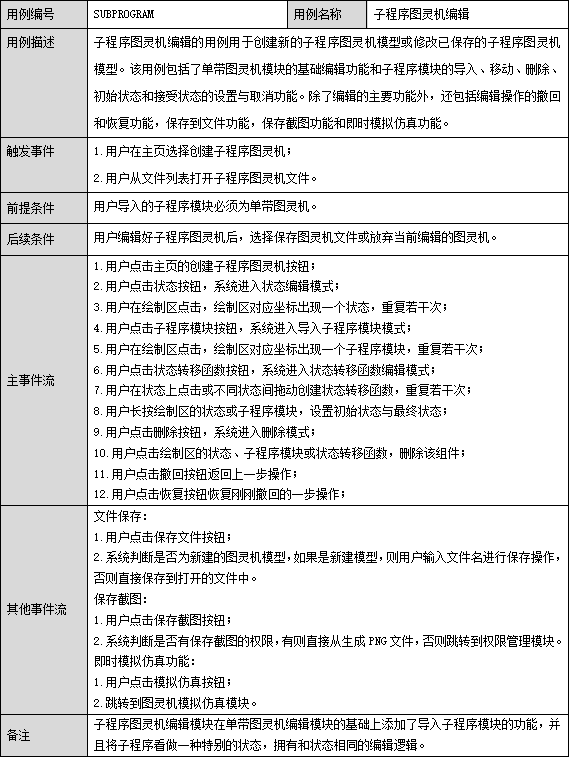 用例编号 SUBPROGRAM 用例名称 子程序图灵机编辑
用例描述 子程序图灵机编辑的用例用于创建新的子程序图灵机模型或修改已保存的子程序图灵机
模型。该用例包括了单带图灵机模块的基础编辑功能和子程序模块的导入、移动、删除、
初始状态和接受状态的设置与取消功能。除了编辑的主要功能外，还包括编辑操作的撤回
和恢复功能，保存到文件功能，保存截图功能和即时模拟仿真功能。
触发事件 1.用户在主页选择创建子程序图灵机；
2.用户从文件列表打开子程序图灵机文件。
前提条件 用户导入的子程序模块必须为单带图灵机。
后续条件 用户编辑好子程序图灵机后，选择保存图灵机文件或放弃当前编辑的图灵机。
主事件流
1.用户点击主页的创建子程序图灵机按钮；
2.用户点击状态按钮，系统进入状态编辑模式；
3.用户在绘制区点击，绘制区对应坐标出现一个状态，重复若干次；
4.用户点击子程序模块按钮，系统进入导入子程序模块模式；
5.用户在绘制区点击，绘制区对应坐标出现一个子程序模块，重复若干次；
6.用户点击状态转移函数按钮，系统进入状态转移函数编辑模式；
7.用户在状态上点击或不同状态间拖动创建状态转移函数，重复若干次；
8.用户长按绘制区的状态或子程序模块，设置初始状态与最终状态；
9.用户点击删除按钮，系统进入删除模式；
10.用户点击绘制区的状态、子程序模块或状态转移函数，删除该组件；
11.用户点击撤回按钮返回上一步操作；
12.用户点击恢复按钮恢复刚刚撤回的一步操作；
其他事件流
文件保存：
1.用户点击保存文件按钮；
2.系统判断是否为新建的图灵机模型，如果是新建模型，则用户输入文件名进行保存操作，
否则直接保存到打开的文件中。
保存截图：
1.用户点击保存截图按钮；
2.系统判断是否有保存截图的权限，有则直接从生成 PNG 文件，否则跳转到权限管理模块。
即时模拟仿真功能：
1.用户点击模拟仿真按钮；
2.跳转到图灵机模拟仿真模块。
备注 子程序图灵机编辑模块在单带图灵机编辑模块的基础上添加了导入子程序模块的功能，并
且将子程序看做一种特别的状态，拥有和状态相同的编辑逻辑。